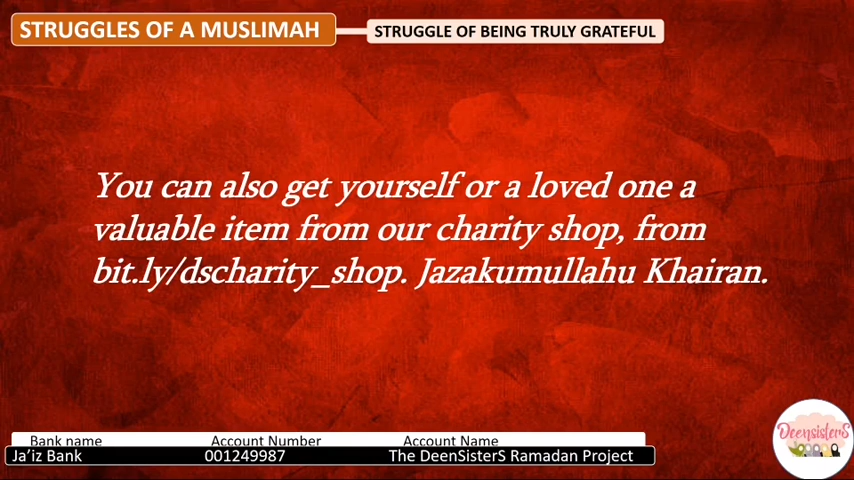 STRUGGLES OF A MUSLIMAH
STRUGGLE OF BEING TRULY GRATEFUL
You can also get yourself or a loved one a
valuable item from our charity shop, from
bit.ly/dscharity_shop. Jazakumullahu Khairan.
Bank name Account Number Account Name
Ja'iz Bank 001249987 The DeenSisterS Ramadan Project
DeensisterS